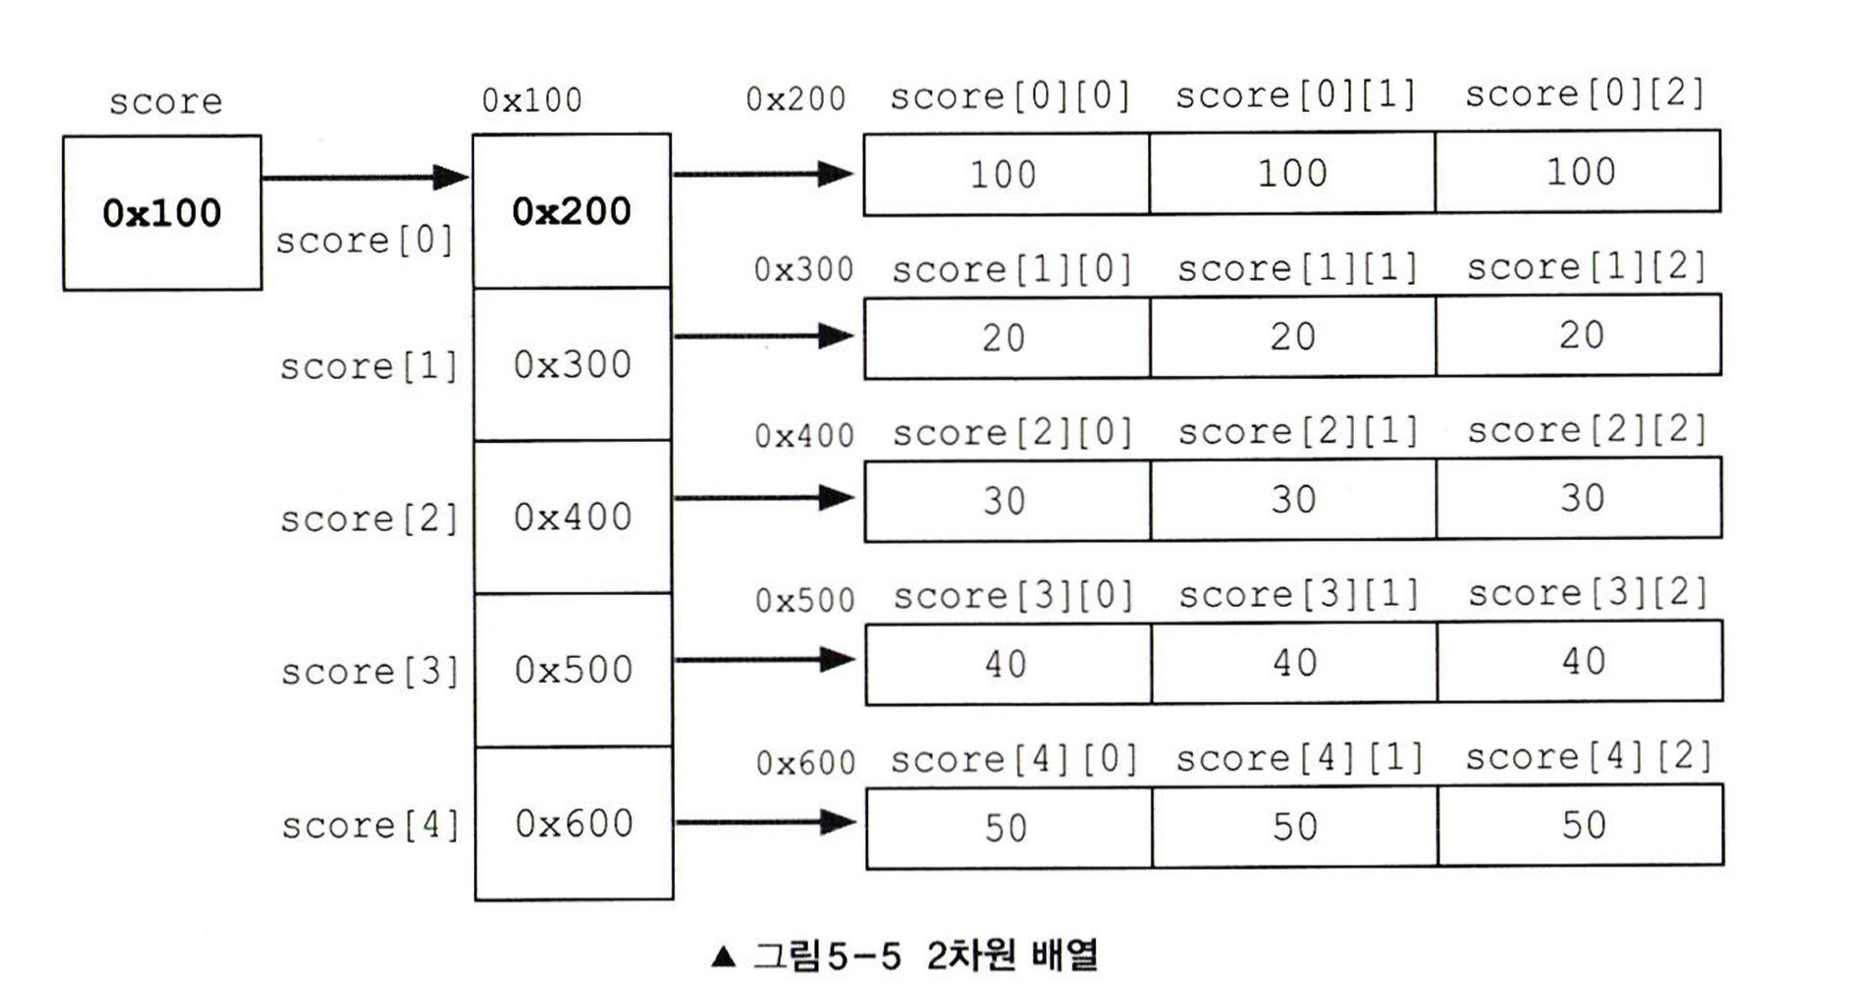 score 0x100 0x200 score[0][0] score[0][1] score[0][2]
0x100 0x200 100 100 100
score[0]
0x300 score[1][0] score[1][1] score[1][2]
score[1] 0x300 20 20 20
0x400 score[2][0] score[2][1] score[2][2]
score[2] 0x400 30 30 30
0x500 score[3][0] score[3][1] score[3][2]
score[3] 0x500 40 40 40
0x600 score[4][0] score[4][1] score[4][2]
score[4] 0x600 50 50 50
▲ 그림5-5 2차원 배열